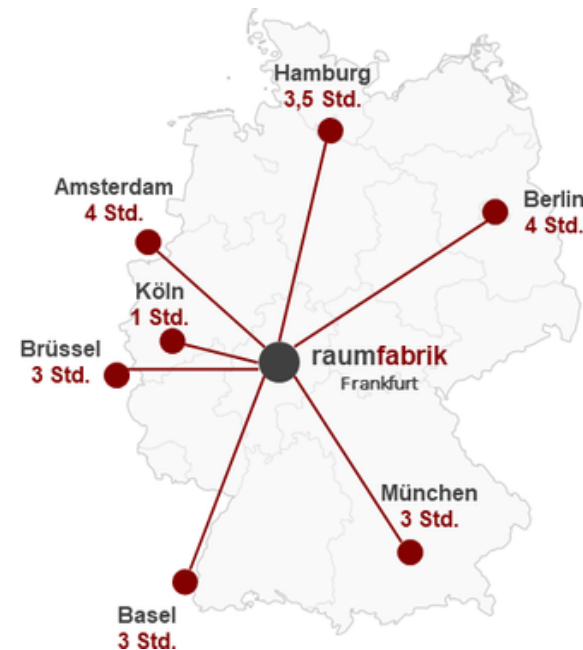 Hamburg
3,5 Std.
Amsterdam
4 Std.
Berlin
4 Std.
Köln
1 Std.
Brüssel
3 Std.
raumfabrik
Frankfurt
München
3 Std.
Basel
3 Std.